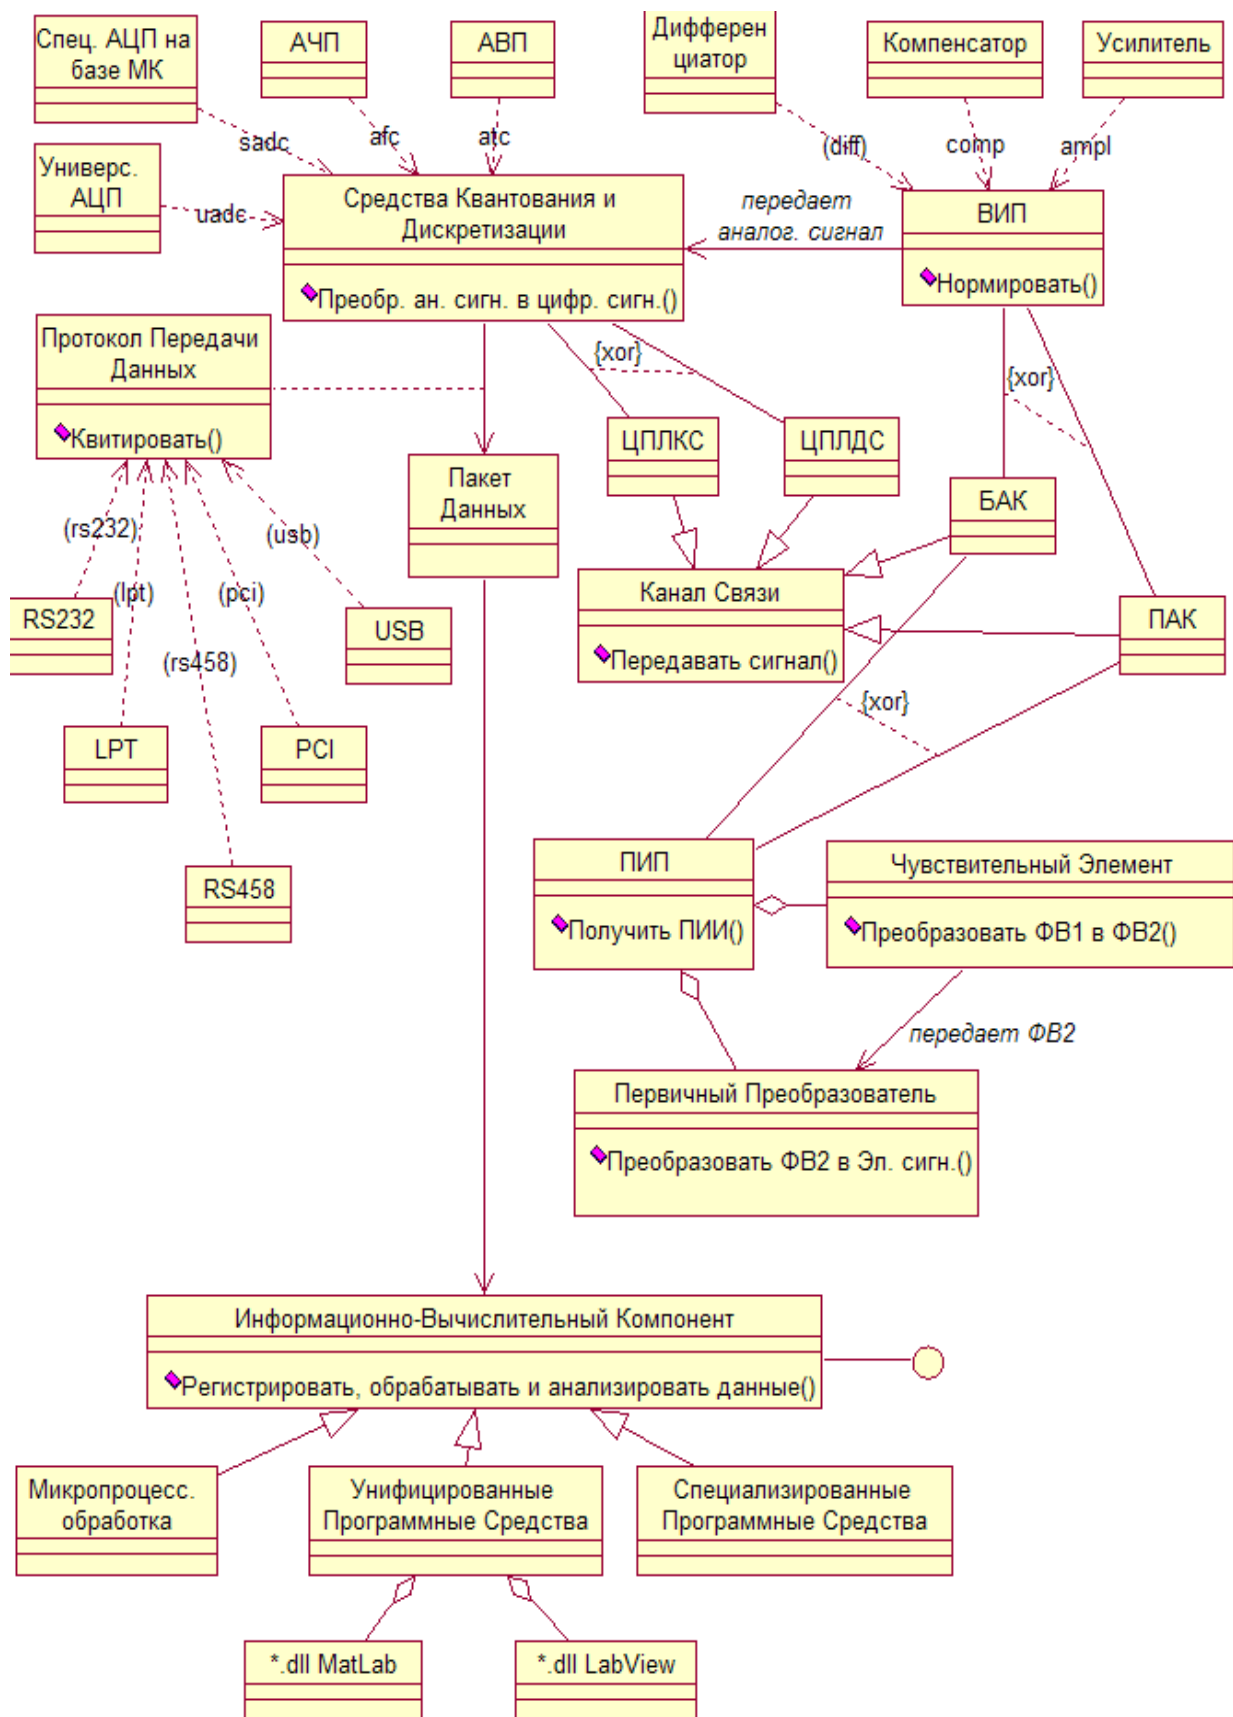 Спец. АЦП на
базе МК
АЧП
АВП
Дифферен
циатор
Компенсатор
Усилитель
sadc
afc
atc
(diff)
comp
ampl
Универс.
АЦП
uadc
Средства Квантования и
Дискретизации
Преобр. ан. сигн. в цифр. сигн.()
передает
аналог. сигнал
ВИП
Нормировать()
Протокол Передачи
Данных
Квитировать()
{xor}
{xor}
ЦПЛКС
ЦПЛДС
Пакет
Данных
БАК
(rs232)
(usb)
(lpt)
(pci)
(rs458)
RS232
USB
Канал Связи
Передавать сигнал()
ПАК
{xor}
LPT
PCI
RS458
ПИП
Получить ПИИ()
Чувствительный Элемент
Преобразовать ФВ1 в ФВ2()
передает ФВ2
Первичный Преобразователь
Преобразовать ФВ2 в Эл. сигн.()
Информационно-Вычислительный Компонент
Регистрировать, обрабатывать и анализировать данные()
Микропроцесс.
обработка
Унифицированные
Программные Средства
Специализированные
Программные Средства
*.dll MatLab
*.dll LabView